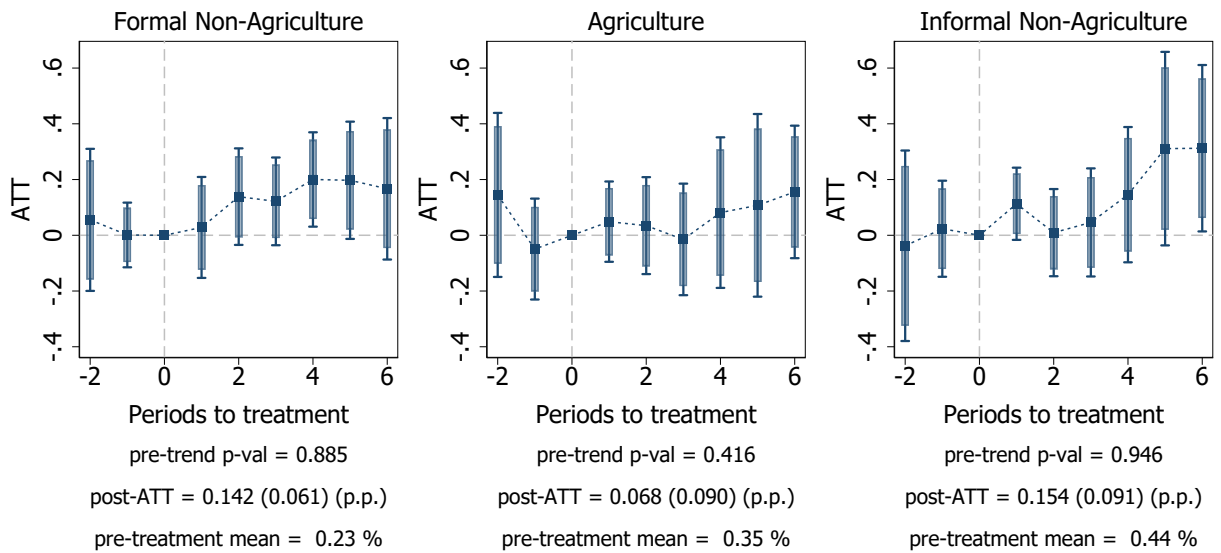 Formal Non-Agriculture
ATT
.6
.4
.2
0
-.2
-.4
-2 0 2 4 6
Periods to treatment
pre-trend p-val = 0.885
post-ATT = 0.142 (0.061) (p.p.)
pre-treatment mean = 0.23 %
Agriculture
ATT
.6
.4
.2
0
-.2
-.4
-2 0 2 4 6
Periods to treatment
pre-trend p-val = 0.416
post-ATT = 0.068 (0.090) (p.p.)
pre-treatment mean = 0.35 %
Informal Non-Agriculture
ATT
.6
.4
.2
0
-.2
-.4
-2 0 2 4 6
Periods to treatment
pre-trend p-val = 0.946
post-ATT = 0.154 (0.091) (p.p.)
pre-treatment mean = 0.44 %